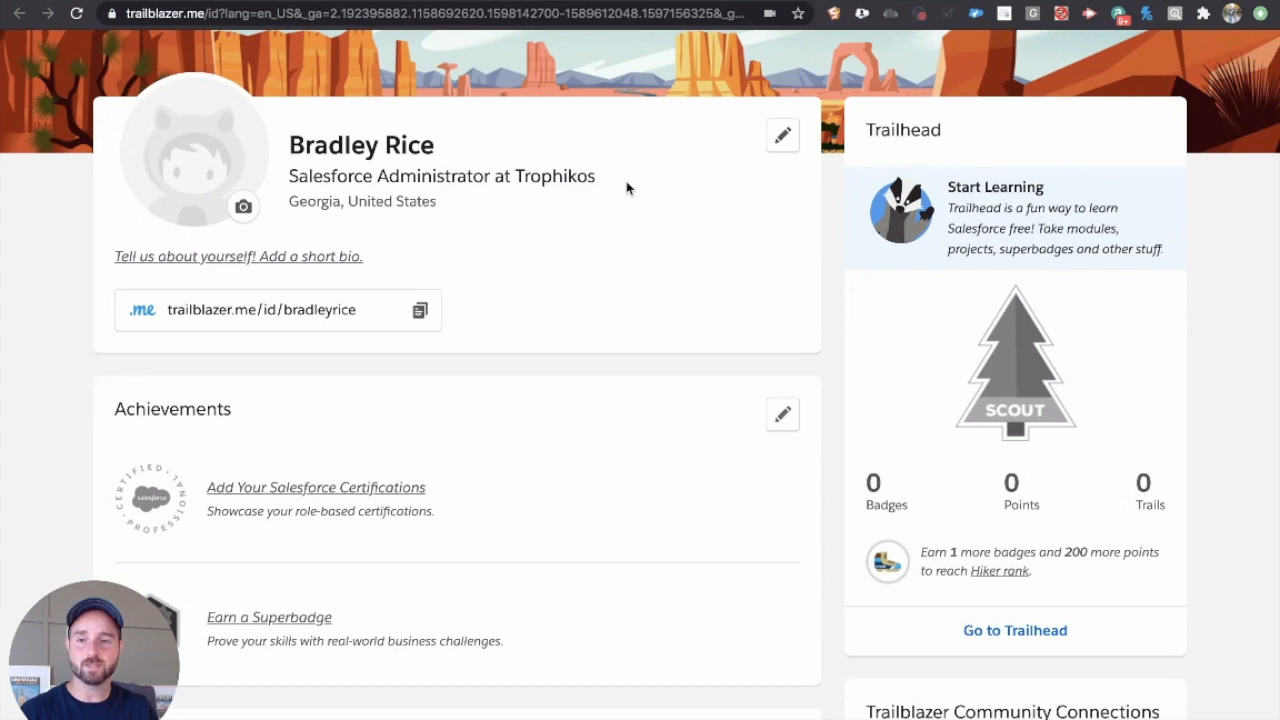 trailblazer.me/id?lang=en_US&_ga=2.192395882.1158692620.1598142700-1589612048.1597156325&_g...
9+
Bradley Rice
Salesforce Administrator at Trophikos
Georgia, United States
Tell us about yourself! Add a short bio.
.me trailblazer.me/id/bradleyrice
Achievements
CERTIFIED
salesforce
PROFESSIONAL
Add Your Salesforce Certifications
Showcase your role-based certifications.
Earn a Superbadge
Prove your skills with real-world business challenges.
Trailhead
Start Learning
Trailhead is a fun way to learn
Salesforce free! Take modules,
projects, superbadges and other stuff.
SCOUT
0 0 0
Badges Points Trails
Earn 1 more badges and 200 more points
to reach Hiker rank.
Go to Trailhead
Trailblazer Community Connections